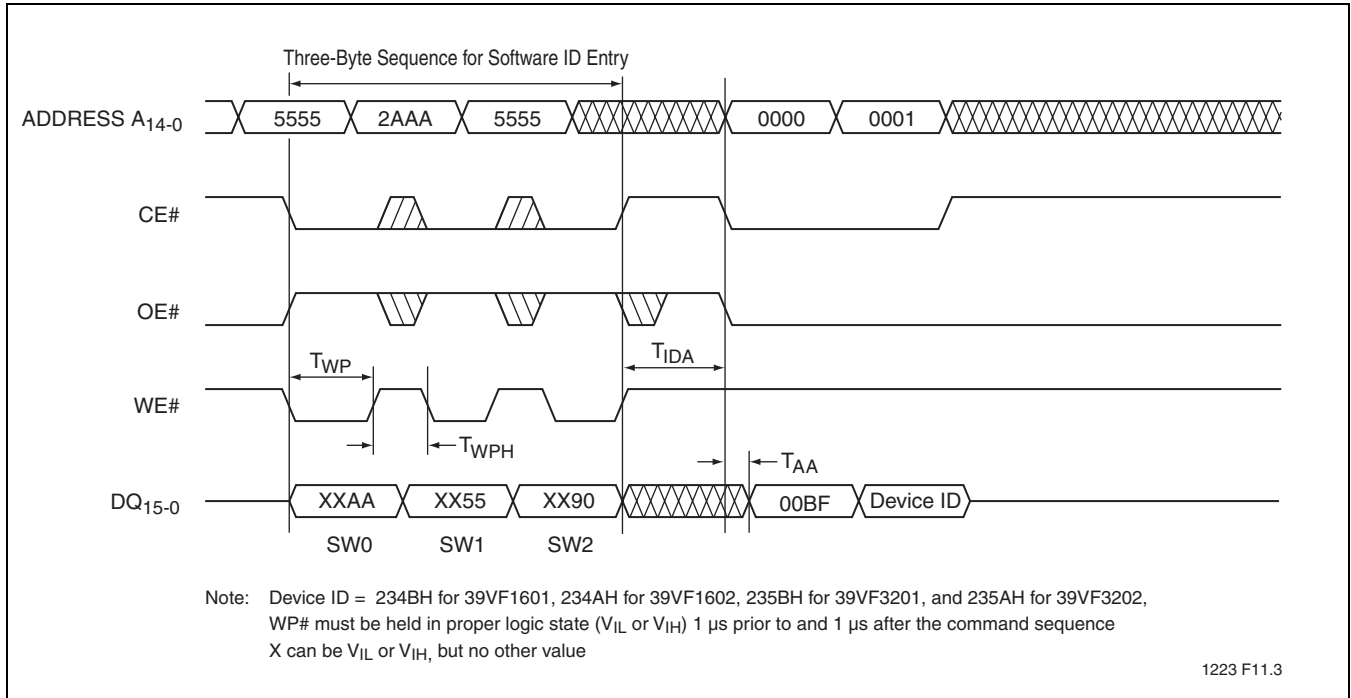 Three-Byte Sequence for Software ID Entry
ADDRESS A14-0 5555 2AAA 5555 0000 0001
CE#
OE#
TWP TIDA
WE#
TWPH TAA
DQ15-0 XXAA XX55 XX90 00BF Device ID
SW0 SW1 SW2
Note: Device ID = 234BH for 39VF1601, 234AH for 39VF1602, 235BH for 39VF3201, and 235AH for 39VF3202,
WP# must be held in proper logic state (VIL or VIH) 1 µs prior to and 1 µs after the command sequence
X can be VIL or VIH, but no other value
1223 F11.3